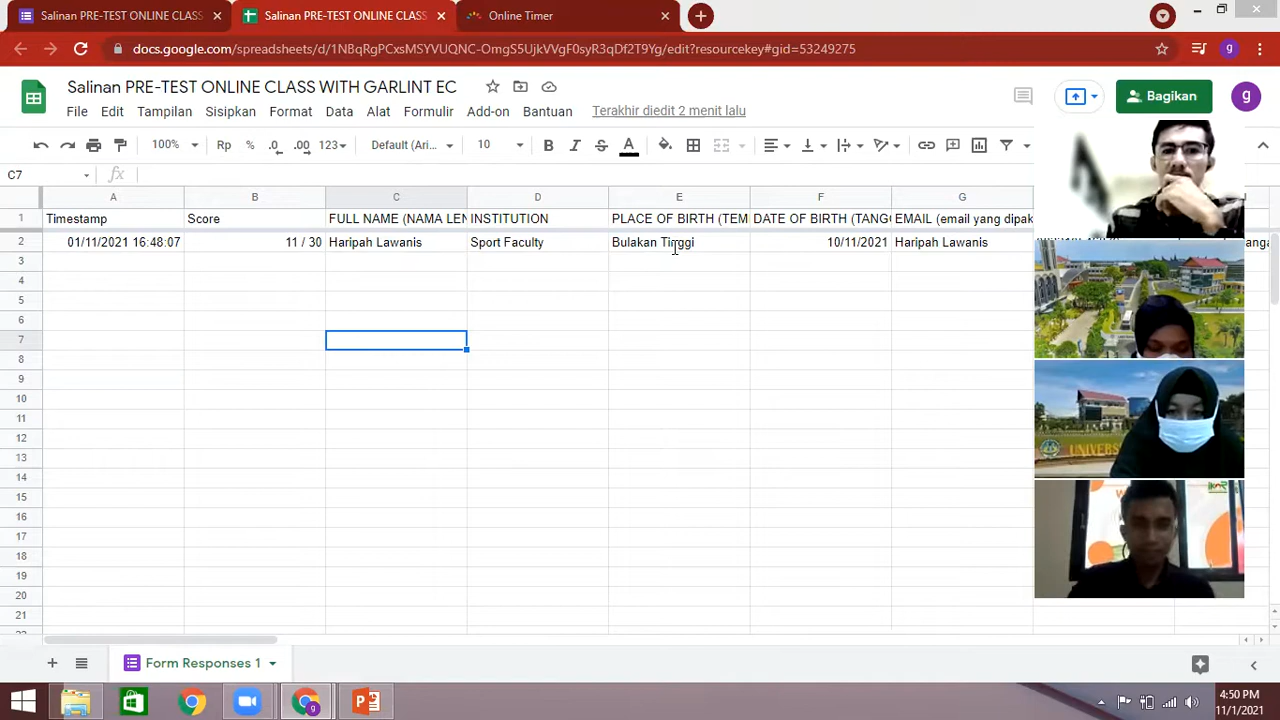 Salinan PRE-TEST ONLINE CLASS
Salinan PRE-TEST ONLINE CLASS
Online Timer
docs.google.com/spreadsheets/d/1NBqRgPCxsMSYVUQNC-OmgS5UjkVVgF0syR3qDf2T9Yg/edit?resourcekey#gid=53249275
g
Salinan PRE-TEST ONLINE CLASS WITH GARLINT EC
File Edit Tampilan Sisipkan Format Data Alat Formulir Add-on Bantuan
Terakhir diedit 2 menit lalu
Bagikan
g
100% Rp % .0 .00 123 Default (Ari... 10 B I S A
C7 fx
A B C D E F G
1 Timestamp Score FULL NAME (NAMA LEN INSTITUTION PLACE OF BIRTH (TEM DATE OF BIRTH (TANG EMAIL (email yang dipak
2 01/11/2021 16:48:07 11 / 30 Haripah Lawanis Sport Faculty Bulakan Tinggi 10/11/2021 Haripah Lawanis
3
4
5
6
7
8
9
10
11
12
13
14
15
16
17
18
19
20
21
UNIVERS
Form Responses 1
4:50 PM
11/1/2021